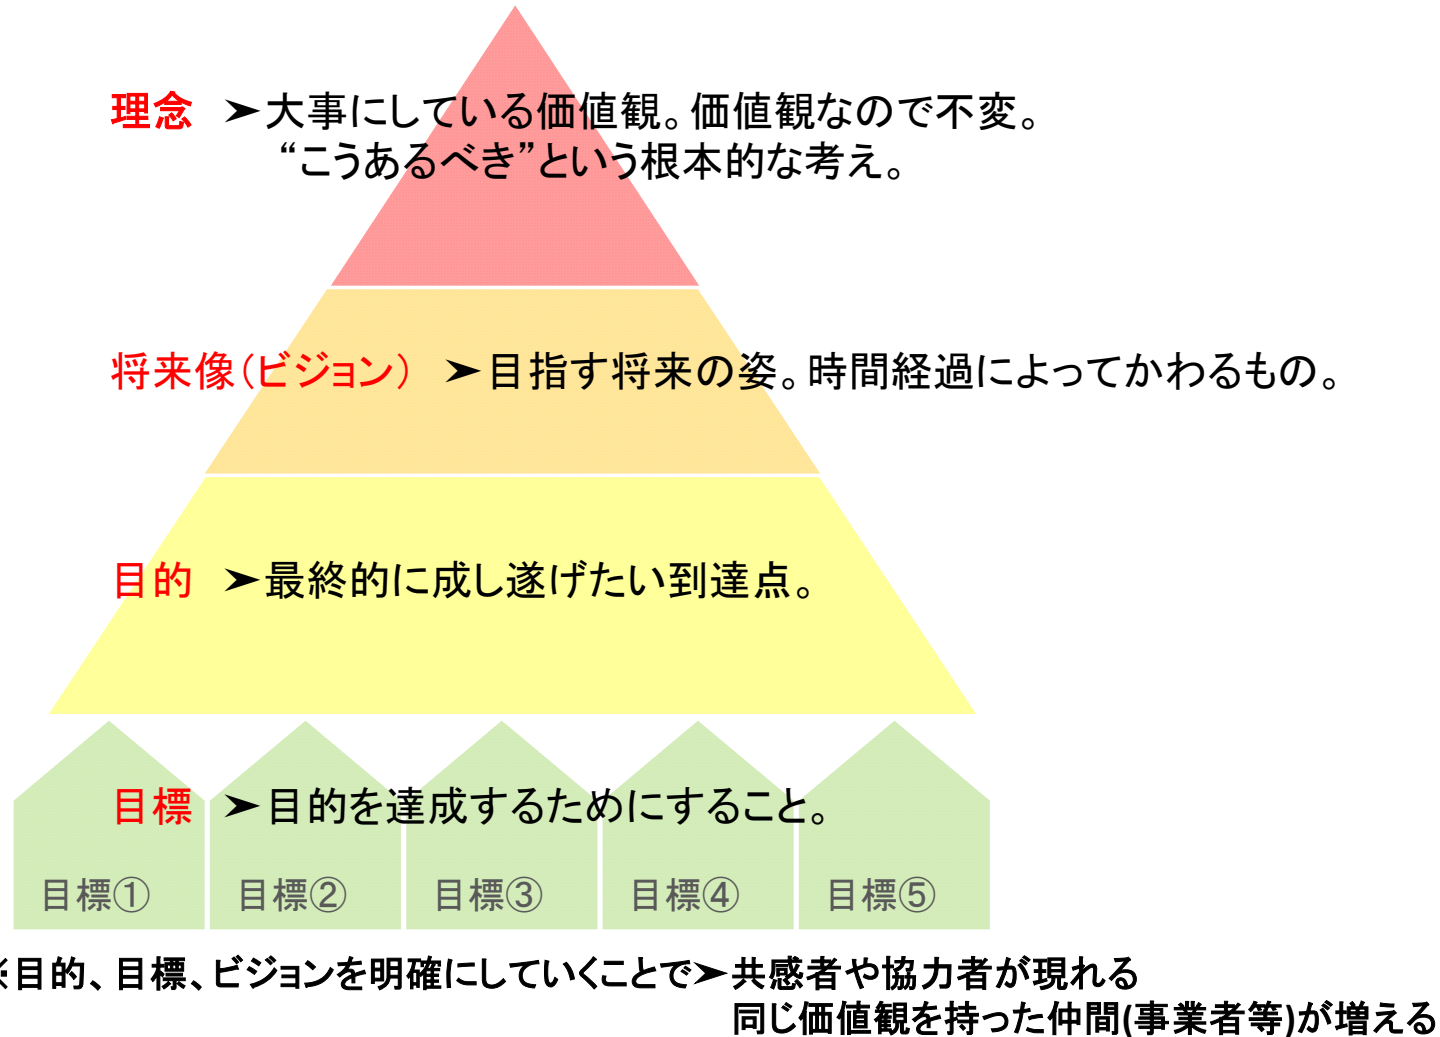 理念 ➤大事にしている価値観。価値観なので不変。
“こうあるべき”という根本的な考え。
将来像(ビジョン) ➤目指す将来の姿。時間経過によってかわるもの。
目的 ➤最終的に成し遂げたい到達点。
目標 ➤目的を達成するためにすること。
目標① 目標② 目標③ 目標④ 目標⑤
※目的、目標、ビジョンを明確にしていくことで➤共感者や協力者が現れる
同じ価値観を持った仲間(事業者等)が増える